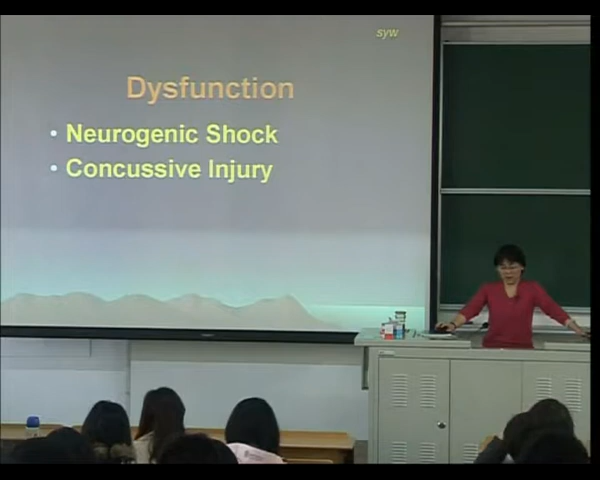 syw
Dysfunction
• Neurogenic Shock
• Concussive Injury